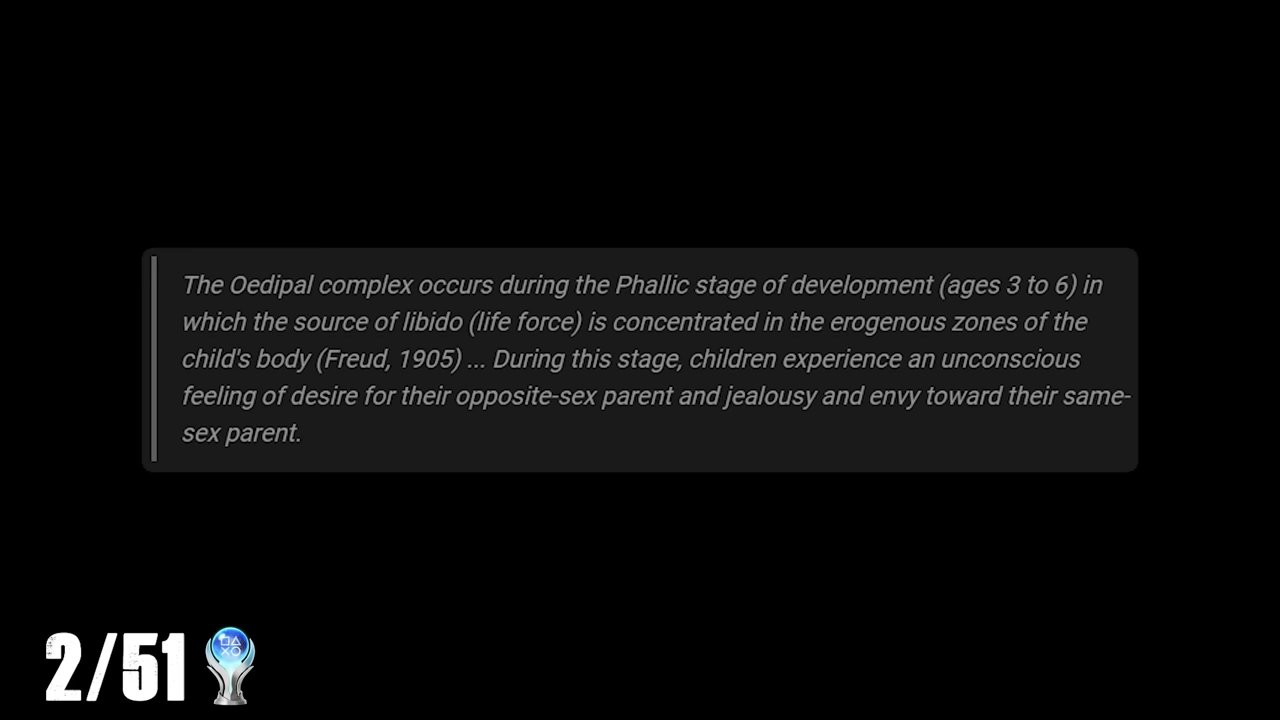 The Oedipal complex occurs during the Phallic stage of development (ages 3 to 6) in
which the source of libido (life force) is concentrated in the erogenous zones of the
child's body (Freud, 1905) ... During this stage, children experience an unconscious
feeling of desire for their opposite-sex parent and jealousy and envy toward their same-
sex parent.
2/51